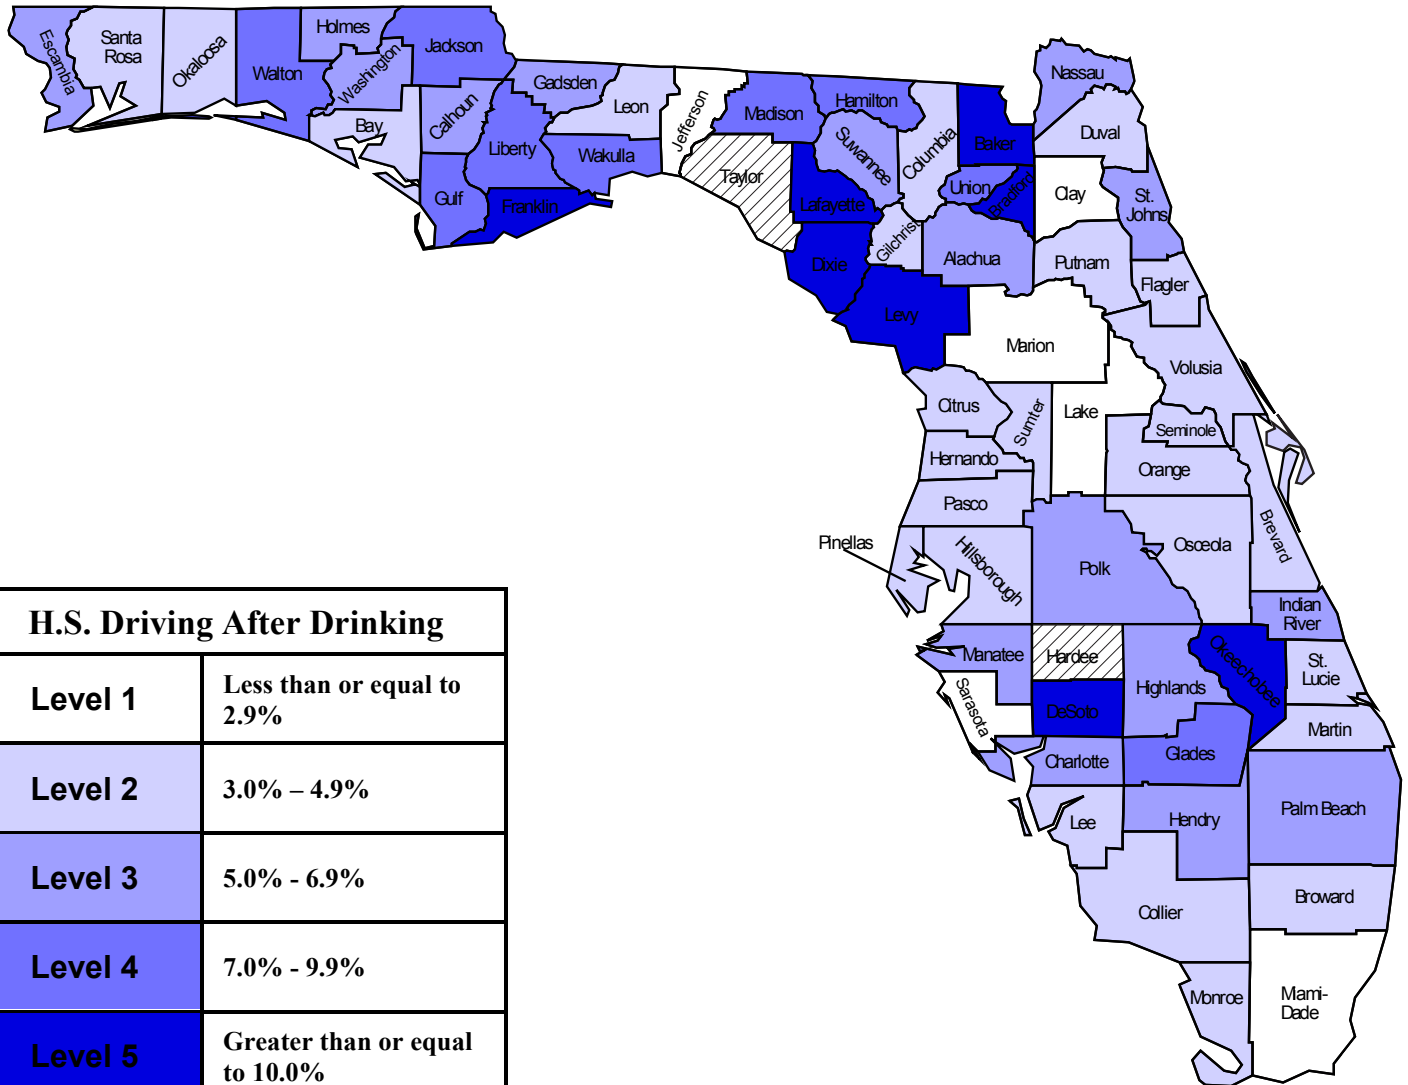 Escambia
Santa
Rosa
Okaloosa
Walton
Holmes
Washington
Jackson
Bay
Calhoun
Gulf
Liberty
Gadsden
Franklin
Leon
Wakulla
Jefferson
Madison
Taylor
Hamilton
Suwannee
Lafayette
Dixie
Columbia
Gilchrist
Levy
Baker
Union
Bradford
Alachua
Nassau
Duval
Clay
St.
Johns
Putnam
Flagler
Marion
Volusia
Citrus
Sumter
Lake
Seminole
Hernando
Orange
Pasco
Pinellas
Hillsborough
Polk
Osceola
Brevard
Indian
River
Manatee
Hardee
Highlands
Okeechobee
St.
Lucie
Sarasota
DeSoto
Martin
Charlotte
Glades
Lee
Hendry
Palm Beach
Collier
Broward
Monroe
Mami-
Dade
H.S. Driving After Drinking
Level 1
Less than or equal to
2.9%
Level 2
3.0% – 4.9%
Level 3
5.0% - 6.9%
Level 4
7.0% - 9.9%
Level 5
Greater than or equal
to 10.0%